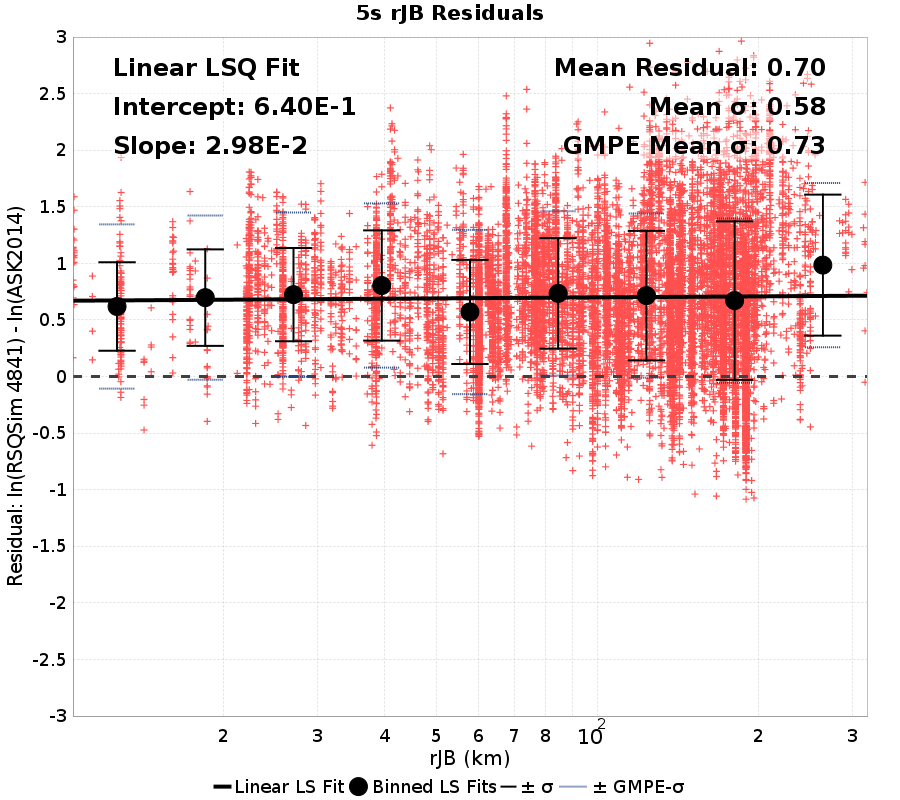 5s rJB Residuals
Linear LSQ Fit
Intercept: 6.40E-1
Slope: 2.98E-2
Mean Residual: 0.70
Mean σ: 0.58
GMPE Mean σ: 0.73
Residual: ln(RSQSim 4841) - ln(ASK2014)
3
2.5
2
1.5
1
0.5
0
-0.5
-1
-1.5
-2
-2.5
-3
2 3 4 5 6 7 8 10² 2 3
rJB (km)
Linear LS Fit Binned LS Fits ± σ ± GMPE-σ